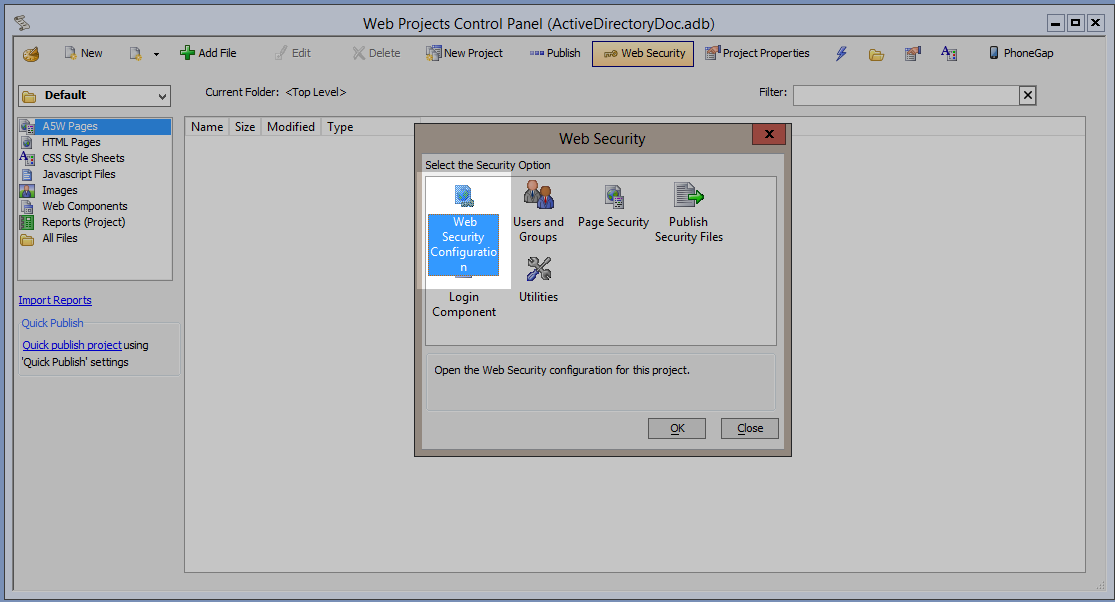 Web Projects Control Panel (ActiveDirectoryDoc.adb)
New Add File Edit Delete New Project Publish Web Security Project Properties PhoneGap
Default
Current Folder: <Top Level>
Filter:
A5W Pages
HTML Pages
CSS Style Sheets
Javascript Files
Images
Web Components
Reports (Project)
All Files
Import Reports
Quick Publish
Quick publish project using
'Quick Publish' settings
Name Size Modified Type
Web Security
Select the Security Option
Web
Security
Configuratio
n
Users and
Groups
Page Security
Publish
Security Files
Login
Component
Utilities
Open the Web Security configuration for this project.
OK Close